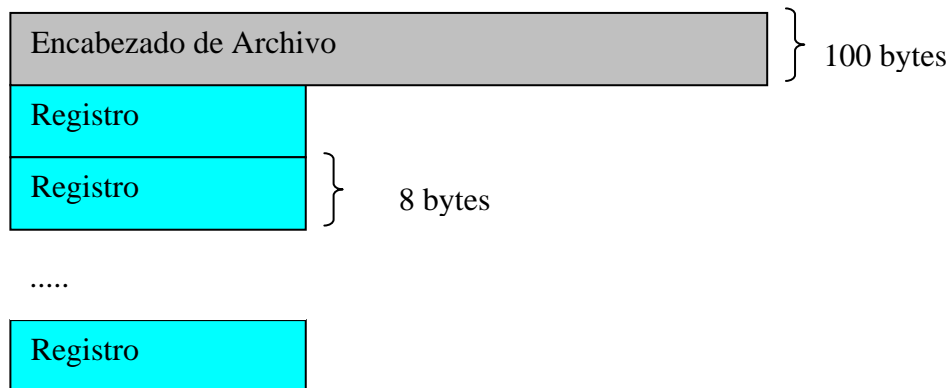 Encabezado de Archivo
100 bytes
Registro
Registro
8 bytes
.....
Registro